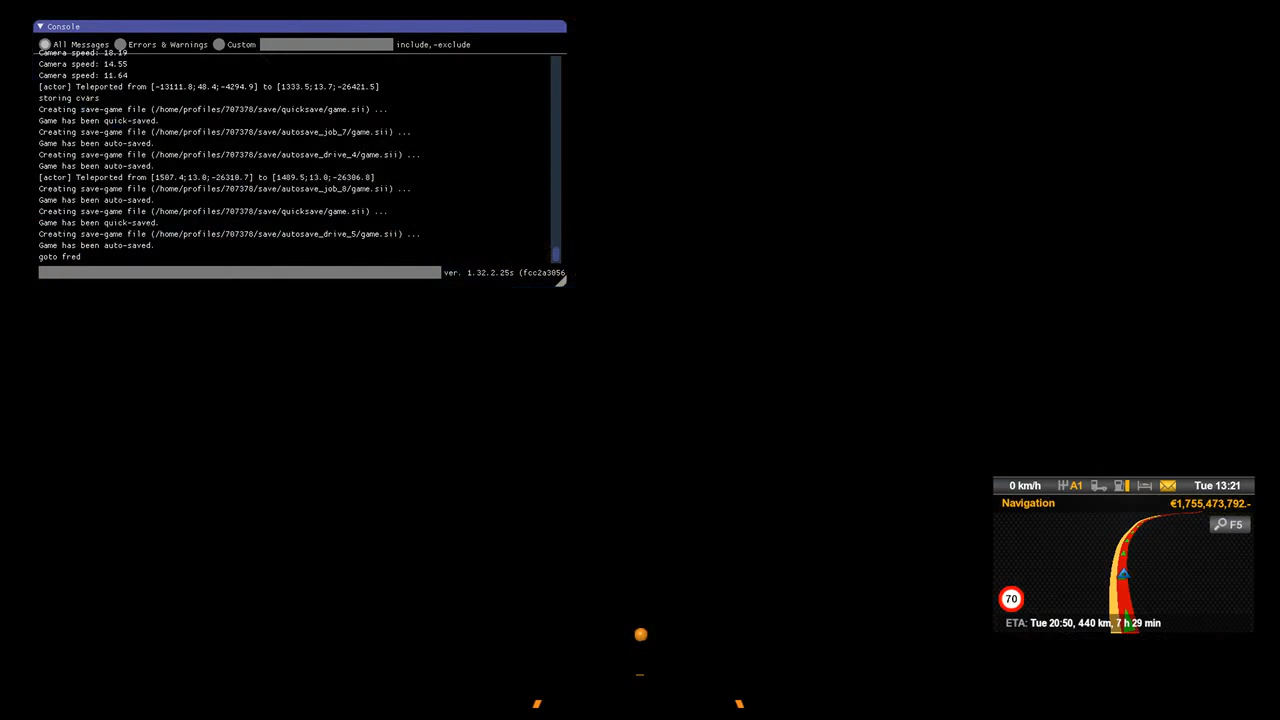 Console
All Messages Errors & Warnings Custom include,-exclude
Camera speed: 18.19
Camera speed: 14.55
Camera speed: 11.64
[actor] Teleported from [-13111.8;48.4;-4294.9] to [1333.5;13.7;-26421.5]
storing cvars
Creating save-game file (/home/profiles/707378/save/quicksave/game.sii) ...
Game has been quick-saved.
Creating save-game file (/home/profiles/707378/save/autosave_job_7/game.sii) ...
Game has been auto-saved.
Creating save-game file (/home/profiles/707378/save/autosave_drive_4/game.sii) ...
Game has been auto-saved.
[actor] Teleported from [1507.4;13.0;-26310.7] to [1489.5;13.0;-26306.8]
Creating save-game file (/home/profiles/707378/save/autosave_job_8/game.sii) ...
Game has been auto-saved.
Creating save-game file (/home/profiles/707378/save/quicksave/game.sii) ...
Game has been quick-saved.
Creating save-game file (/home/profiles/707378/save/autosave_drive_5/game.sii) ...
Game has been auto-saved.
goto fred
ver. 1.32.2.25s (fcc2a3056
0 km/h A1 Tue 13:21
Navigation €1,755,473,792.-
F5
70
ETA: Tue 20:50, 440 km, 7 h 29 min